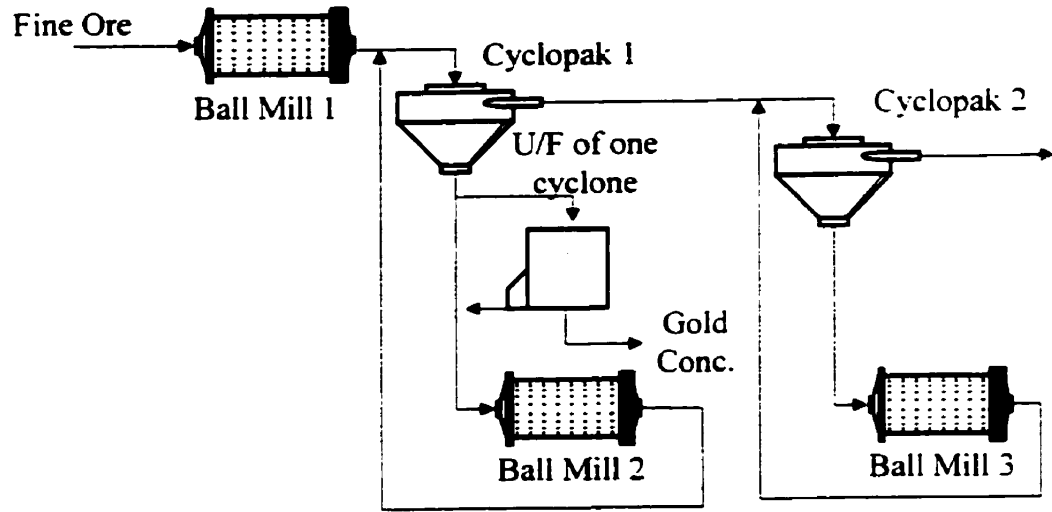 Fine Ore
Ball Mill 1
Cyclopak 1
U/F of one
cyclone
Cyclopak 2
Gold
Conc.
Ball Mill 2
Ball Mill 3